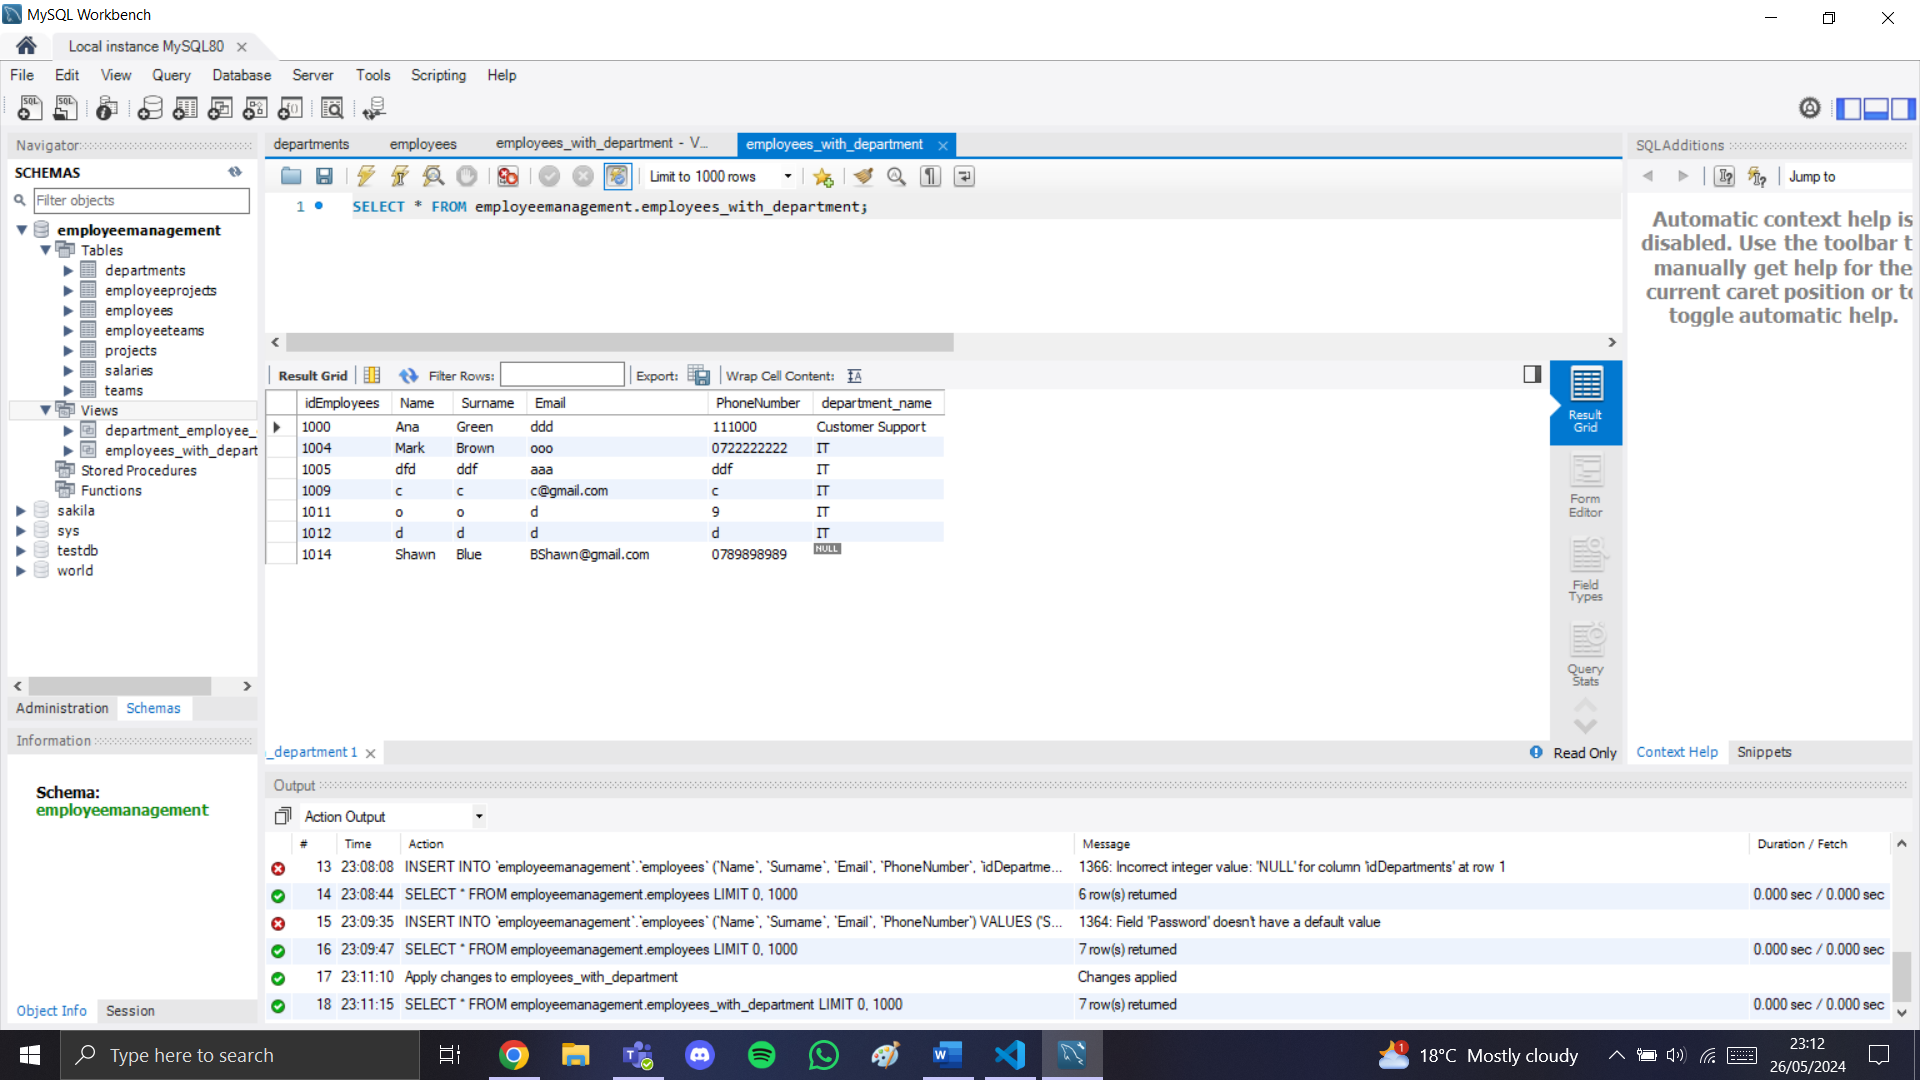 MySQL Workbench
Local instance MySQL80
File Edit View Query Database Server Tools Scripting Help
Navigator
SCHEMAS
Filter objects
employeemanagement
Tables
departments
employeeprojects
employees
employeeteams
projects
salaries
teams
Views
department_employee_
employees_with_depart
Stored Procedures
Functions
sakila
sys
testdb
world
Administration Schemas
Information
Schema:
employeemanagement
Object Info Session
departments employees employees_with_department - V... employees_with_department
Limit to 1000 rows
1 SELECT * FROM employeemanagement.employees_with_department;
Result Grid Filter Rows: Export: Wrap Cell Content:
idEmployees Name Surname Email PhoneNumber department_name
1000 Ana Green ddd 111000 Customer Support
1004 Mark Brown ooo 0722222222 IT
1005 dfd ddf aaa ddf IT
1009 c c c@gmail.com c IT
1011 o o d 9 IT
1012 d d d d IT
1014 Shawn Blue BShawn@gmail.com 0789898989 NULL
Result
Grid
Form
Editor
Field
Types
Query
Stats
_department 1
Read Only
SQLAdditions
Jump to
Automatic context help is
disabled. Use the toolbar t
manually get help for the
current caret position or to
toggle automatic help.
Context Help Snippets
Output
Action Output
# Time Action Message Duration / Fetch
13 23:08:08 INSERT INTO `employeemanagement`.`employees` (`Name`, `Surname`, `Email`, `PhoneNumber`, `idDepartme... 1366: Incorrect integer value: 'NULL' for column 'idDepartments' at row 1
14 23:08:44 SELECT * FROM employeemanagement.employees LIMIT 0, 1000 6 row(s) returned 0.000 sec / 0.000 sec
15 23:09:35 INSERT INTO `employeemanagement`.`employees` (`Name`, `Surname`, `Email`, `PhoneNumber`) VALUES ('S... 1364: Field 'Password' doesn't have a default value
16 23:09:47 SELECT * FROM employeemanagement.employees LIMIT 0, 1000 7 row(s) returned 0.000 sec / 0.000 sec
17 23:11:10 Apply changes to employees_with_department Changes applied
18 23:11:15 SELECT * FROM employeemanagement.employees_with_department LIMIT 0, 1000 7 row(s) returned 0.000 sec / 0.000 sec
Type here to search
1
18°C Mostly cloudy
23:12
26/05/2024